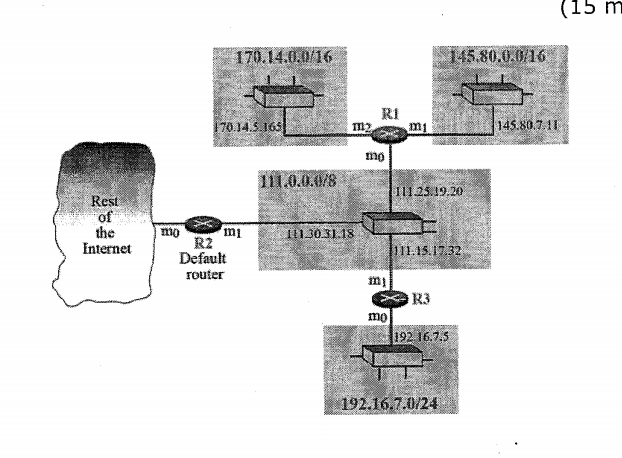 (15 m
170.14.0.0/16
145.80.0.0/16
R1
170.14.5.165
m2
m1
145.80.7.11
m0
111.0.0.0/8
111.25.19.20
Rest
of
the
Internet
m0
R2
m1
Default
router
111.30.31.18
111.15.17.32
m1
R3
m0
192.16.7.5
192.16.7.0/24